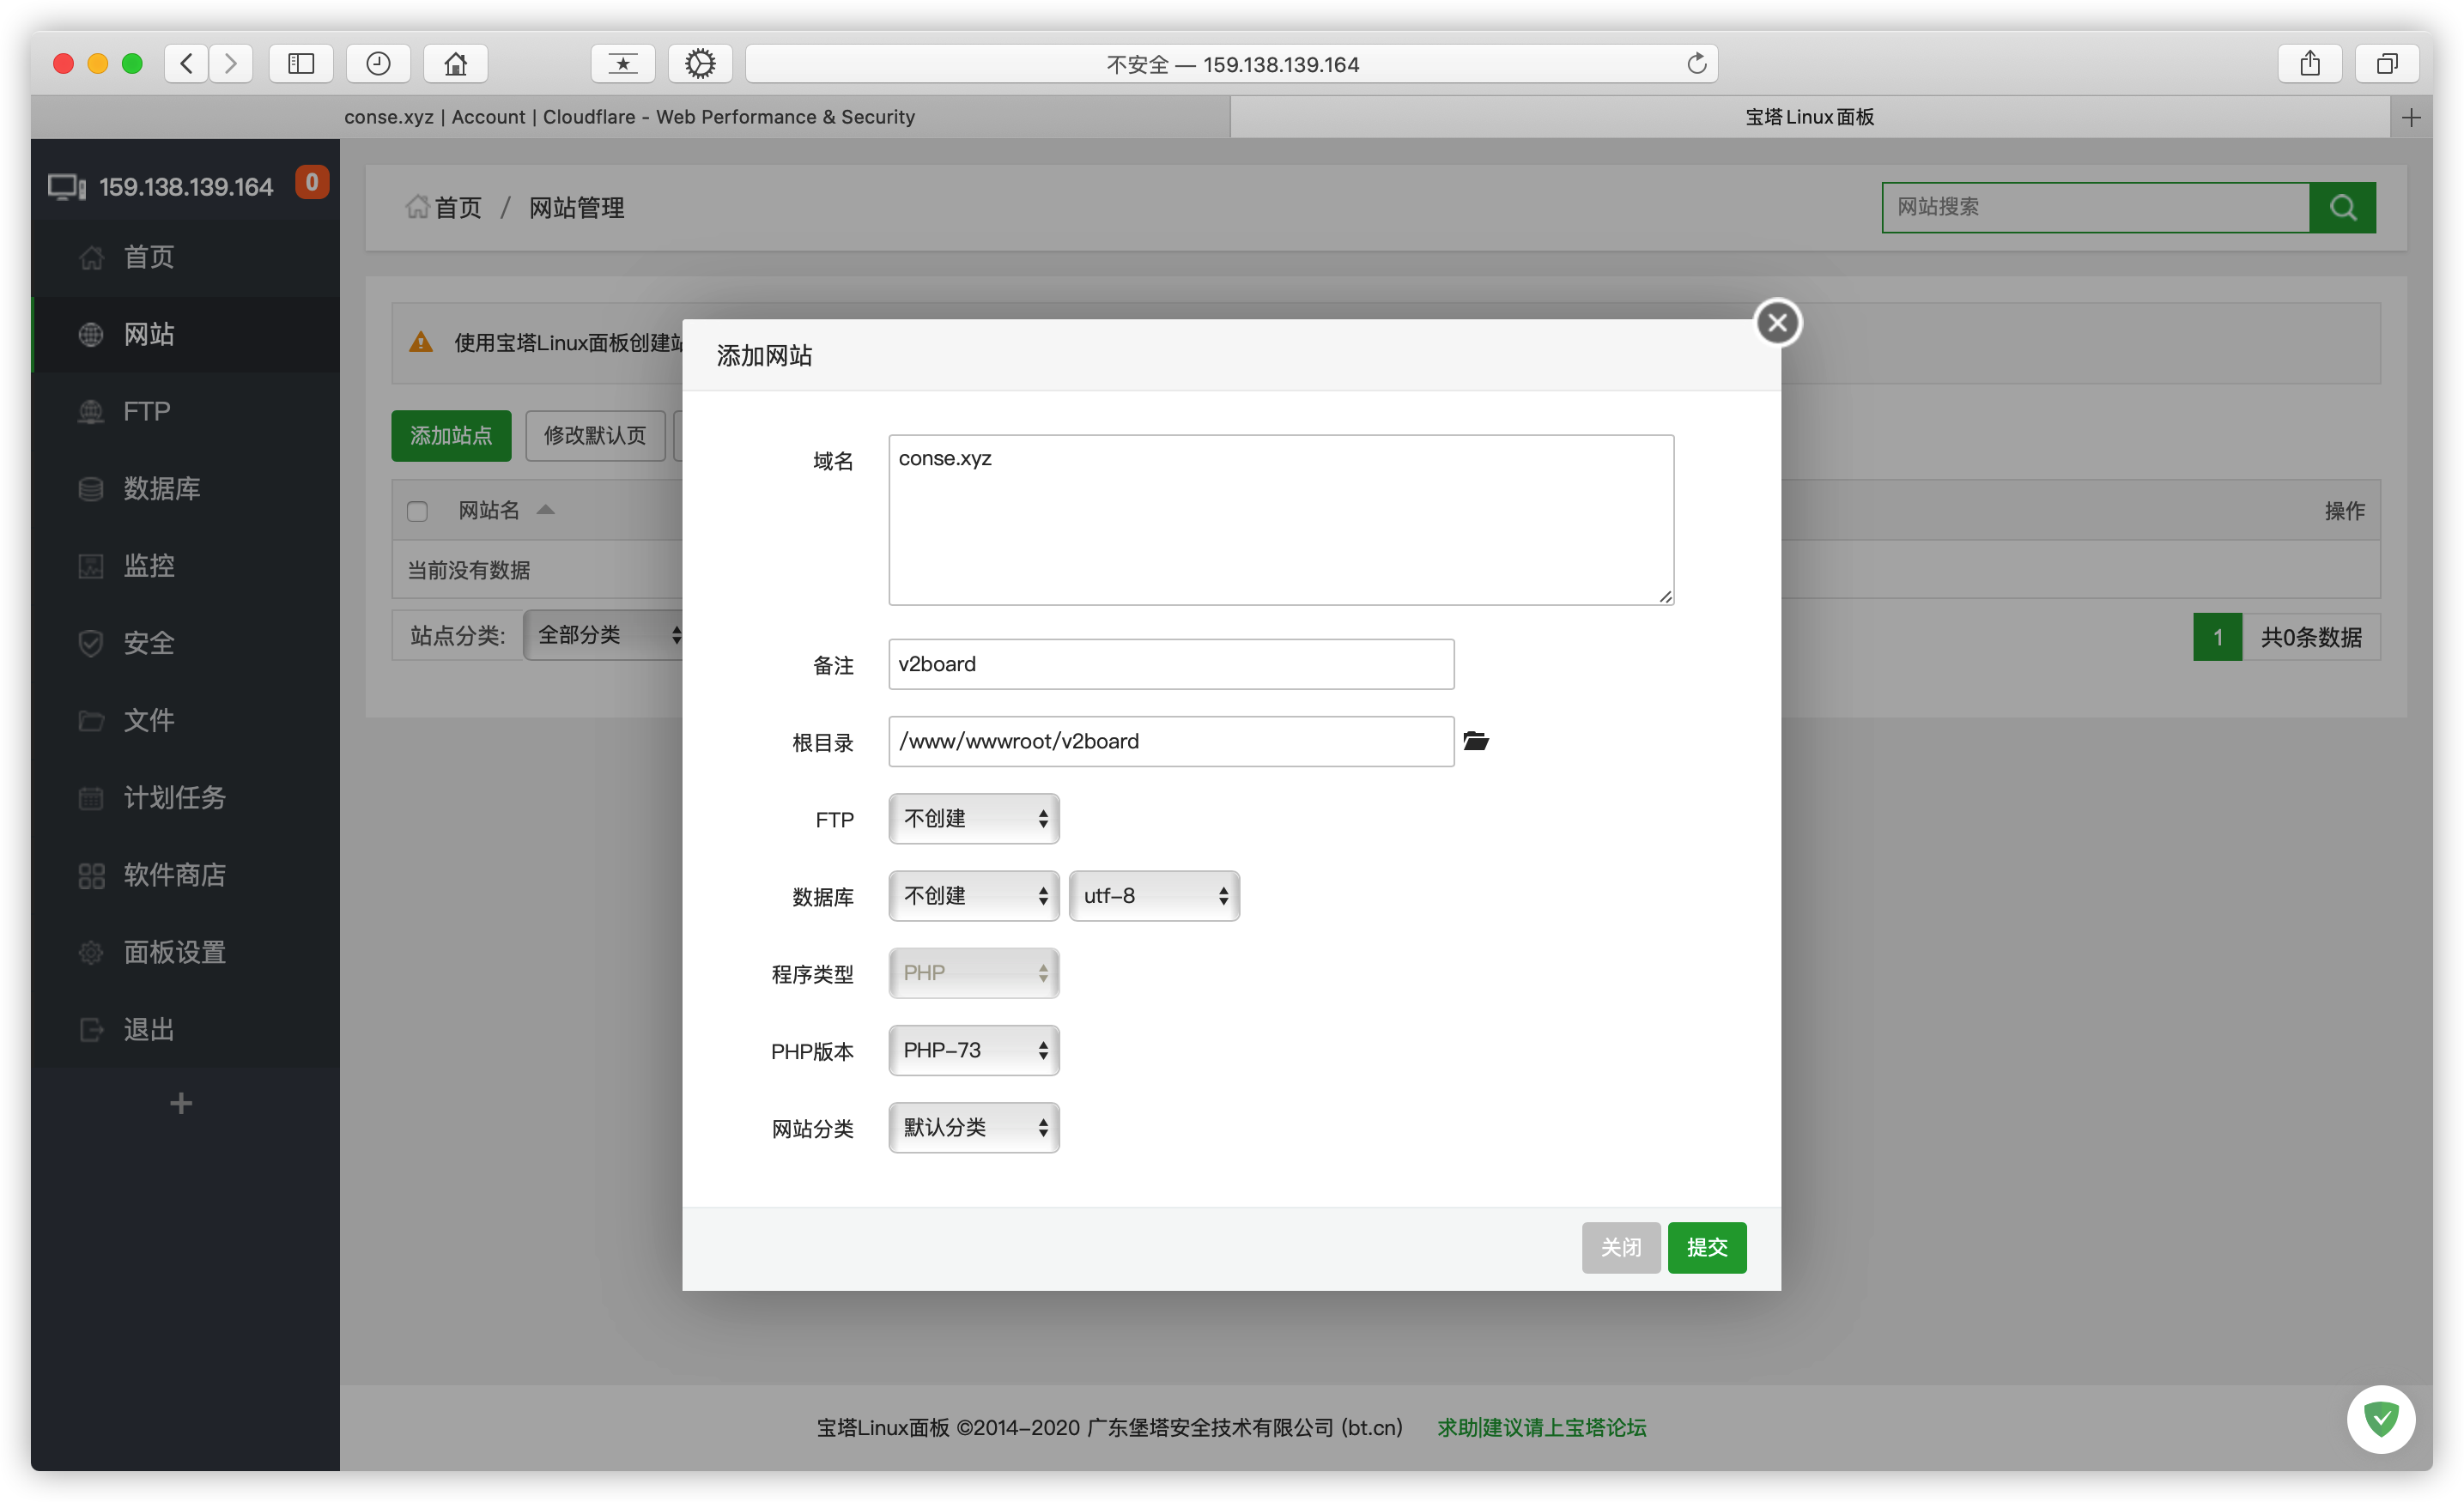 不安全 — 159.138.139.164
conse.xyz | Account | Cloudflare - Web Performance & Security
宝塔Linux面板
159.138.139.164
0
首页
网站
FTP
数据库
监控
安全
文件
计划任务
软件商店
面板设置
退出
首页 / 网站管理
网站搜索
使用宝塔Linux面板创建
添加站点
修改默认页
网站名
操作
当前没有数据
站点分类:
全部分类
1
共0条数据
添加网站
域名
conse.xyz
备注
v2board
根目录
/www/wwwroot/v2board
FTP
不创建
数据库
不创建
utf-8
程序类型
PHP
PHP版本
PHP-73
网站分类
默认分类
关闭
提交
宝塔Linux面板 ©2014-2020 广东堡塔安全技术有限公司 (bt.cn)
求助|建议请上宝塔论坛